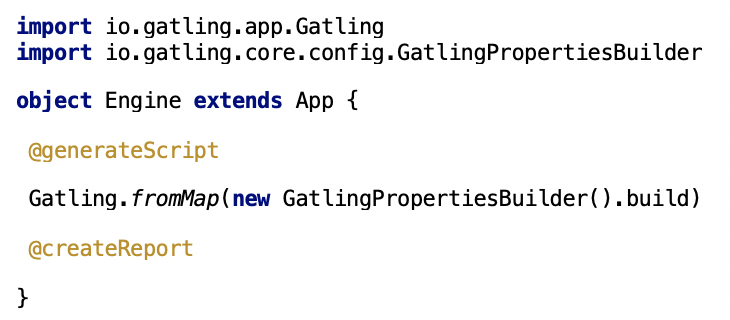 import io.gatling.app.Gatling
import io.gatling.core.config.GatlingPropertiesBuilder
object Engine extends App {
@generateScript
Gatling.fromMap(new GatlingPropertiesBuilder().build)
@createReport
}